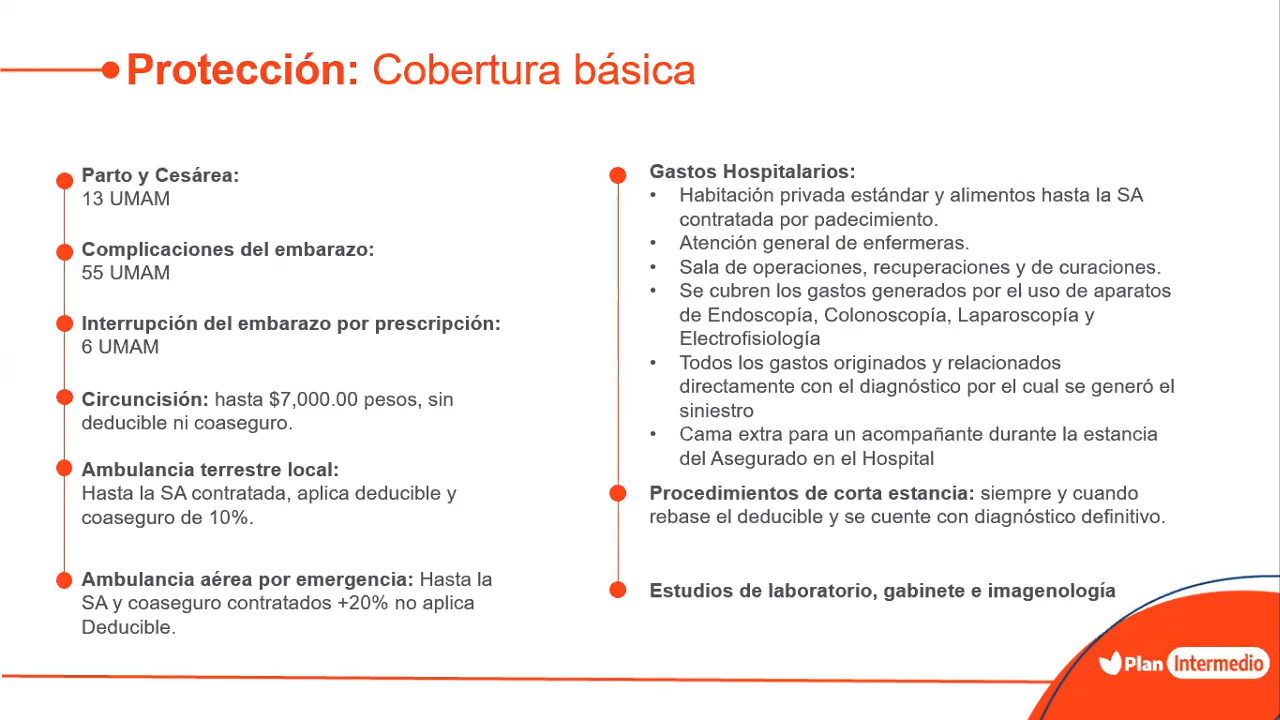 Protección: Cobertura básica
Parto y Cesárea:
13 UMAM
Complicaciones del embarazo:
55 UMAM
Interrupción del embarazo por prescripción:
6 UMAM
Circuncisión: hasta $7,000.00 pesos, sin
deducible ni coaseguro.
Ambulancia terrestre local:
Hasta la SA contratada, aplica deducible y
coaseguro de 10%.
Ambulancia aérea por emergencia: Hasta la
SA y coaseguro contratados +20% no aplica
Deducible.
Gastos Hospitalarios:
• Habitación privada estándar y alimentos hasta la SA
contratada por padecimiento.
• Atención general de enfermeras.
• Sala de operaciones, recuperaciones y de curaciones.
• Se cubren los gastos generados por el uso de aparatos
de Endoscopía, Colonoscopía, Laparoscopía y
Electrofisiología
• Todos los gastos originados y relacionados
directamente con el diagnóstico por el cual se generó el
siniestro
• Cama extra para un acompañante durante la estancia
del Asegurado en el Hospital
Procedimientos de corta estancia: siempre y cuando
rebase el deducible y se cuente con diagnóstico definitivo.
Estudios de laboratorio, gabinete e imagenología
Plan Intermedio